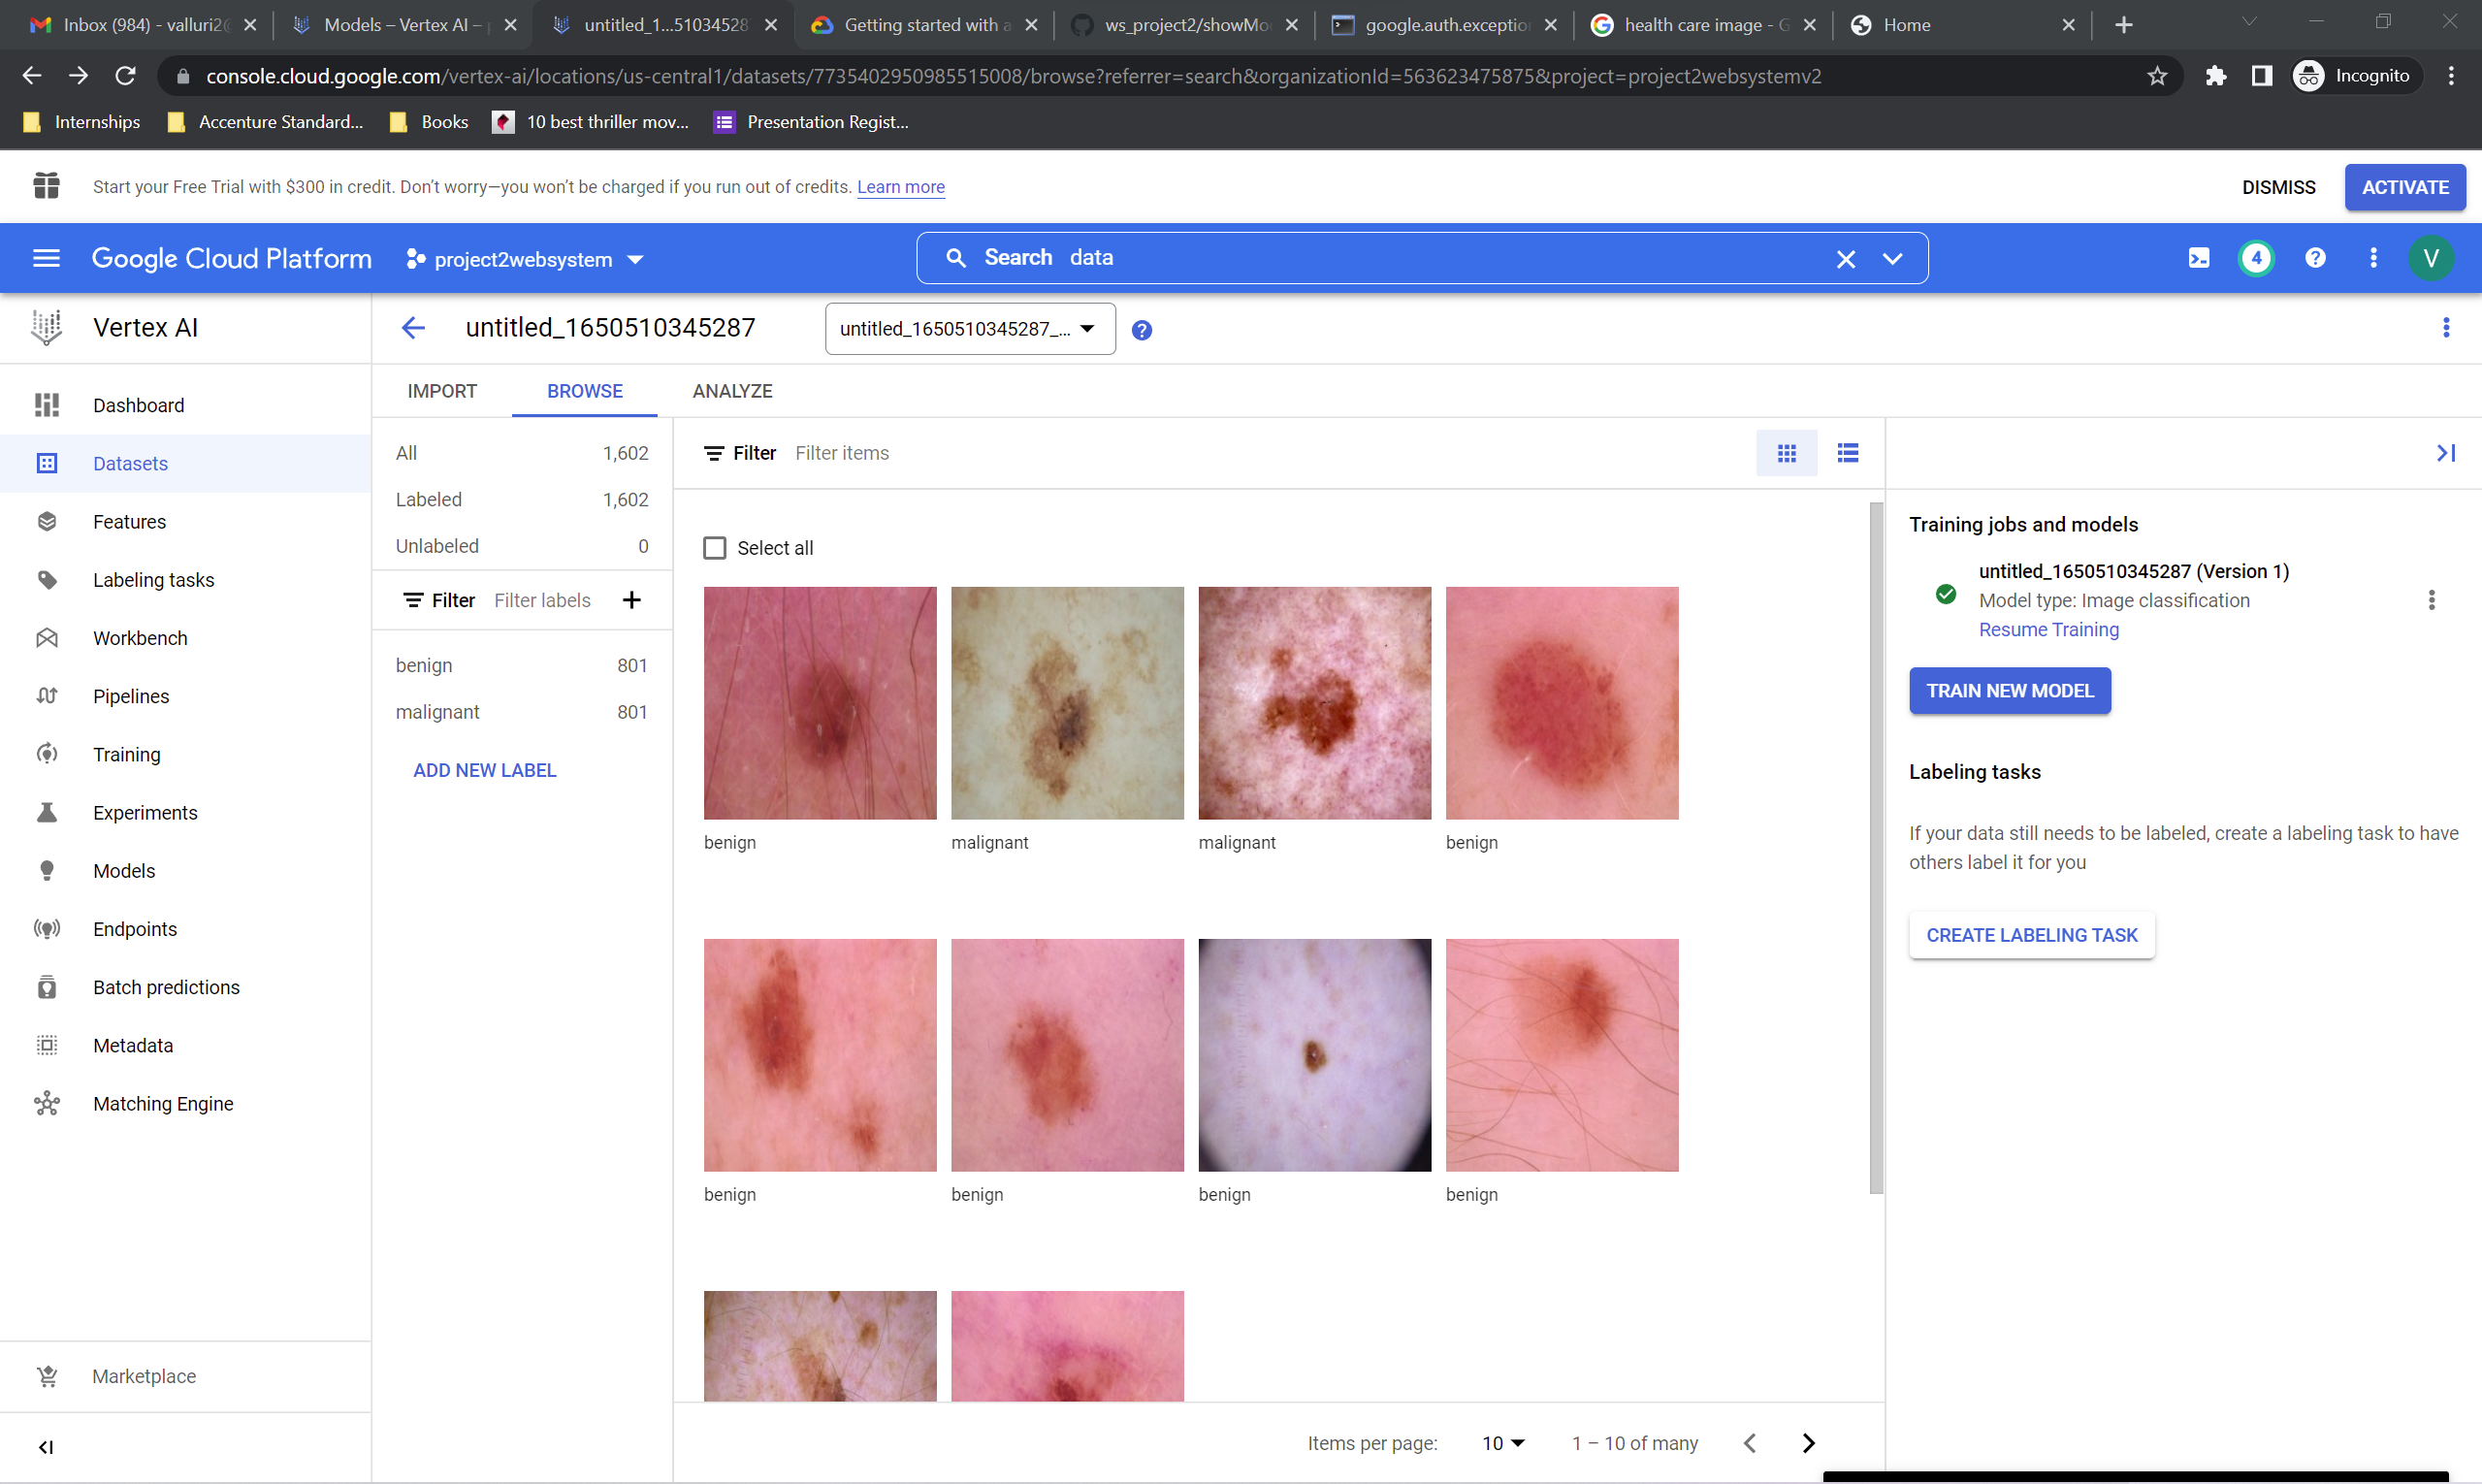 Inbox (984) - valluri2@
Models – Vertex AI –
untitled_1...51034528
Getting started with a
ws_project2/showMo
google.auth.exception
health care image - G
Home
console.cloud.google.com/vertex-ai/locations/us-central1/datasets/7735402950985515008/browse?referrer=search&organizationId=563623475875&project=project2websystemv2
Incognito
Internships
Accenture Standard...
Books
10 best thriller mov...
Presentation Regist...
Start your Free Trial with $300 in credit. Don't worry—you won't be charged if you run out of credits. Learn more
DISMISS
ACTIVATE
Google Cloud Platform
project2websystem
Search data
4
V
Vertex AI
untitled_1650510345287
untitled_1650510345287_...
IMPORT
BROWSE
ANALYZE
Dashboard
Datasets
Features
Labeling tasks
Workbench
Pipelines
Training
Experiments
Models
Endpoints
Batch predictions
Metadata
Matching Engine
Marketplace
All 1,602
Labeled 1,602
Unlabeled 0
Filter Filter labels
benign 801
malignant 801
ADD NEW LABEL
Filter Filter items
Select all
benign
malignant
malignant
benign
benign
benign
benign
benign
Items per page: 10
1 – 10 of many
Training jobs and models
untitled_1650510345287 (Version 1)
Model type: Image classification
Resume Training
TRAIN NEW MODEL
Labeling tasks
If your data still needs to be labeled, create a labeling task to have
others label it for you
CREATE LABELING TASK